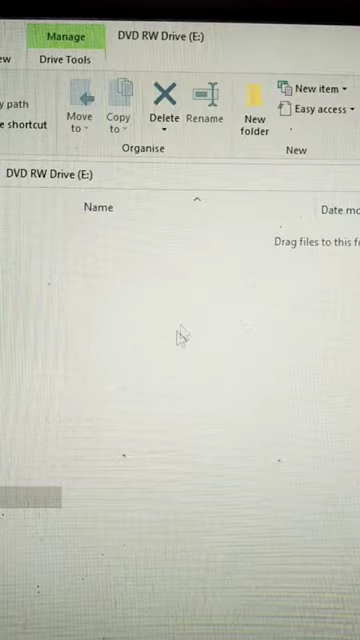 Manage
DVD RW Drive (E:)
Drive Tools
y path
e shortcut
Move to
Copy to
Delete
Rename
New folder
New item
Easy access
Organise
New
DVD RW Drive (E:)
Name
Date mo
Drag files to this f